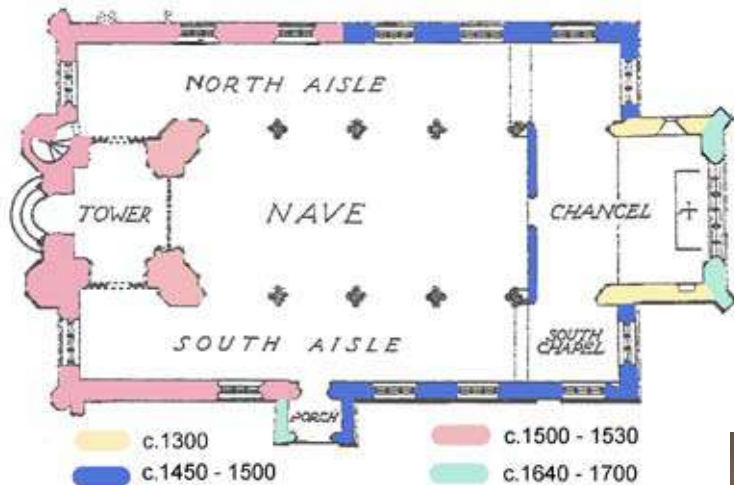 NORTH AISLE
TOWER
NAVE
CHANCEL
SOUTH AISLE
SOUTH
CHAPEL
PORCH
c.1300
c.1500 - 1530
c.1450 - 1500
c.1640 - 1700